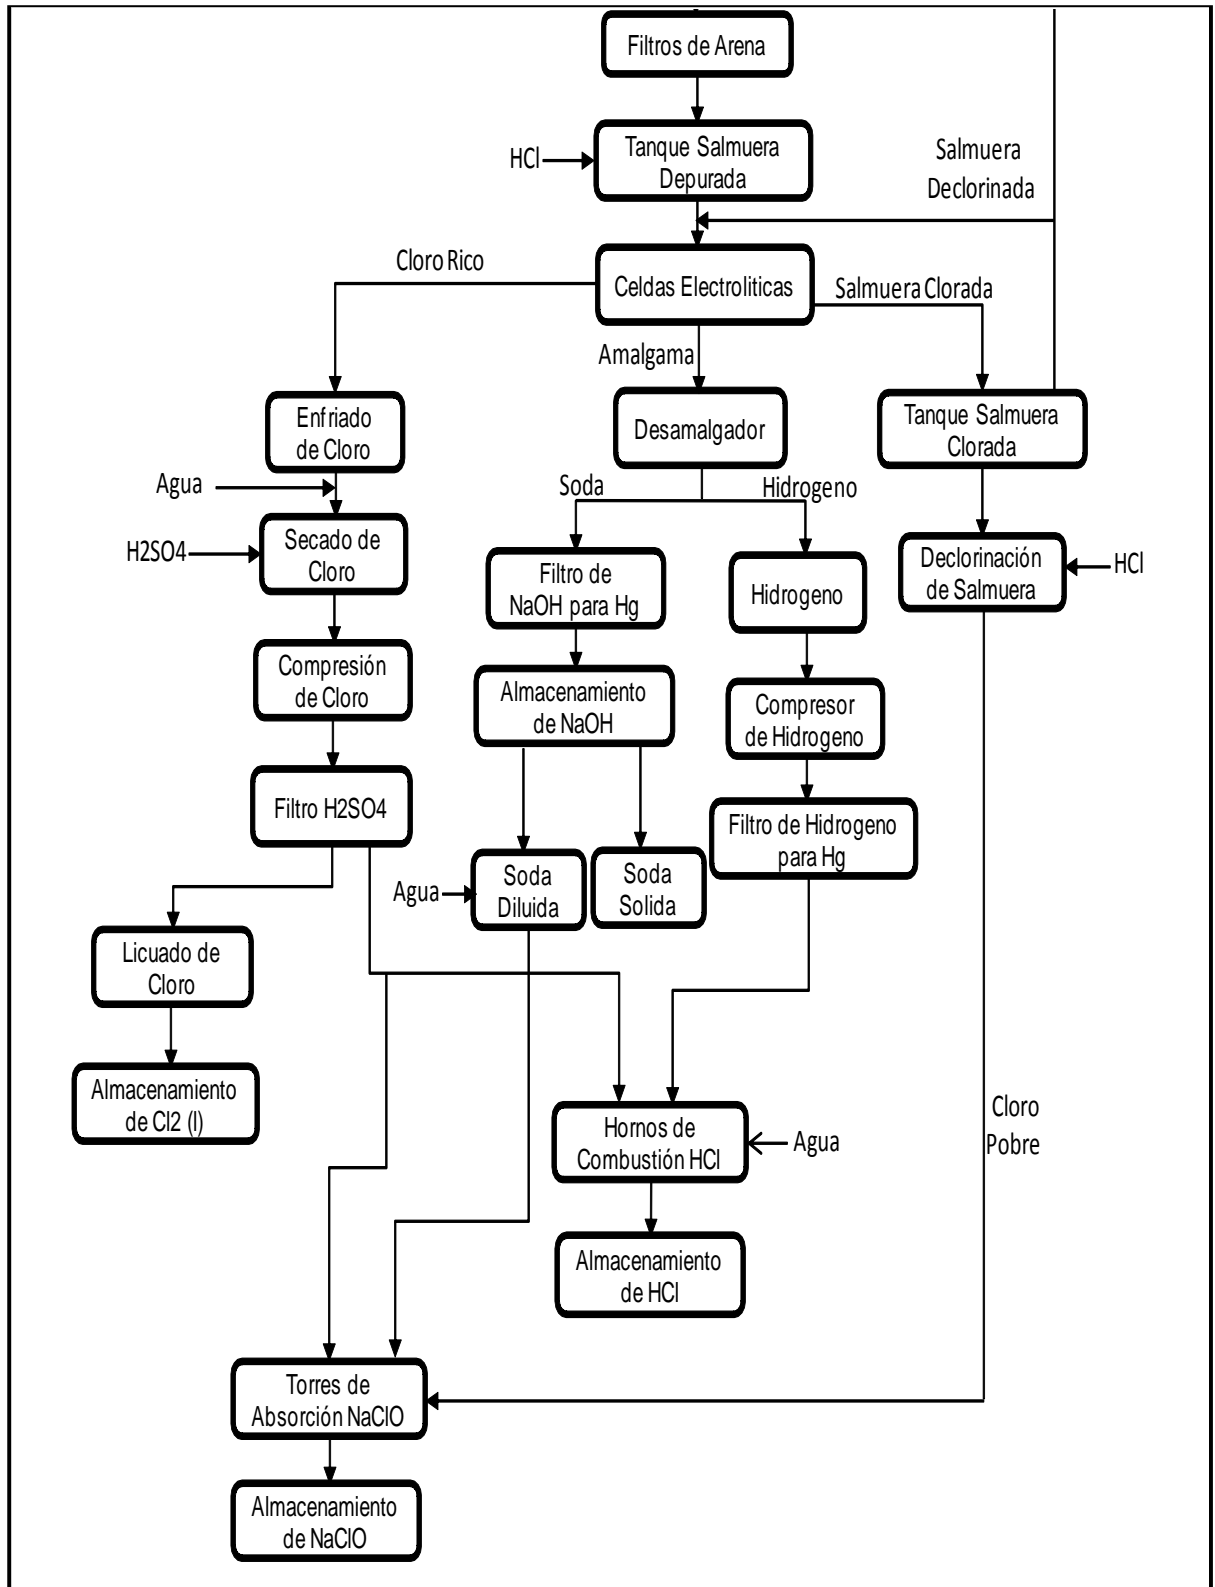 Filtros de Arena
HCl
Tanque Salmuera
Depurada
Salmuera
Declorinada
Cloro Rico
Celdas Electroliticas
Salmuera Clorada
Amalgama
Enfriado
de Cloro
Desamalgador
Tanque Salmuera
Clorada
Agua
Soda
Hidrogeno
H2SO4
Secado de
Cloro
Filtro de
NaOH para Hg
Hidrogeno
Declorinación
de Salmuera
HCl
Compresión
de Cloro
Almacenamiento
de NaOH
Compresor
de Hidrogeno
Filtro H2SO4
Filtro de Hidrogeno
para Hg
Agua
Soda
Diluida
Soda
Solida
Licuado de
Cloro
Almacenamiento
de Cl2 (l)
Hornos de
Combustión HCl
Agua
Cloro
Pobre
Almacenamiento
de HCl
Torres de
Absorción NaClO
Almacenamiento
de NaClO